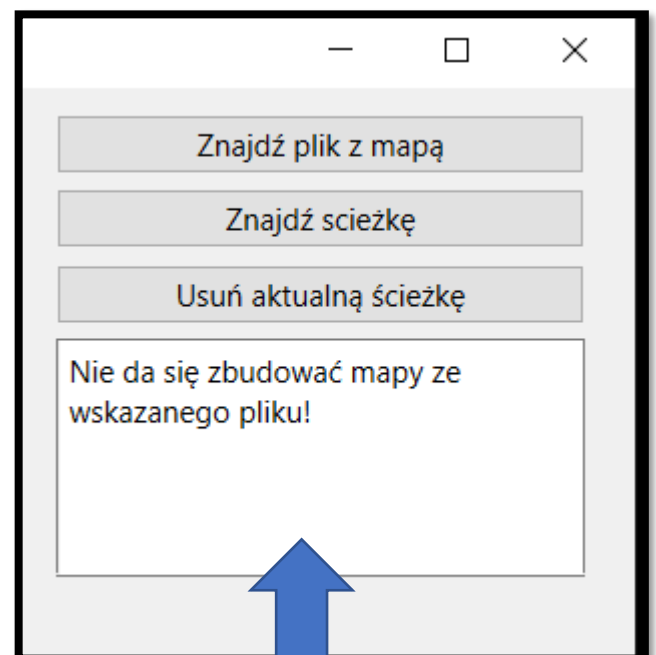 Znajdź plik z mapą
Znajdź scieżkę
Usuń aktualną ścieżkę
Nie da się zbudować mapy ze
wskazanego pliku!